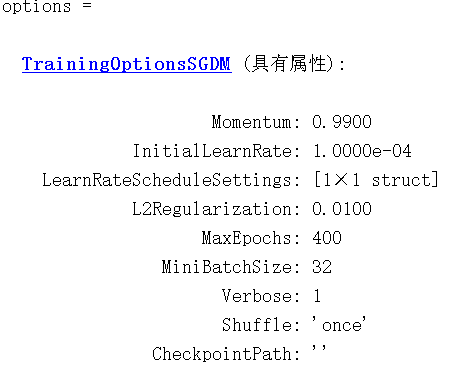 options =
TrainingOptionsSGDM (具有属性):
Momentum: 0.9900
InitialLearnRate: 1.0000e-04
LearnRateScheduleSettings: [1×1 struct]
L2Regularization: 0.0100
MaxEpochs: 400
MiniBatchSize: 32
Verbose: 1
Shuffle: 'once'
CheckpointPath: ''